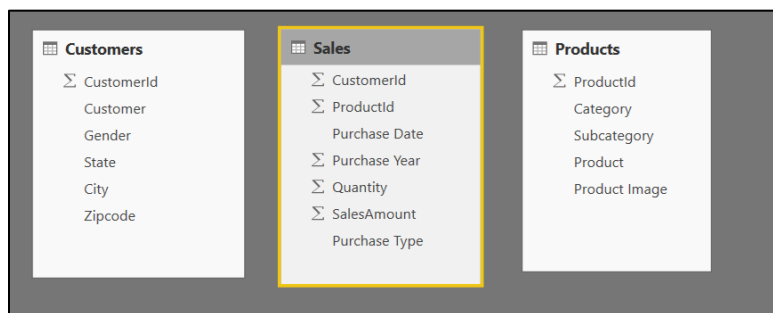 Customers
Σ CustomerId
Customer
Gender
State
City
Zipcode
Sales
Σ CustomerId
Σ ProductId
Purchase Date
Σ Purchase Year
Σ Quantity
Σ SalesAmount
Purchase Type
Products
Σ ProductId
Category
Subcategory
Product
Product Image